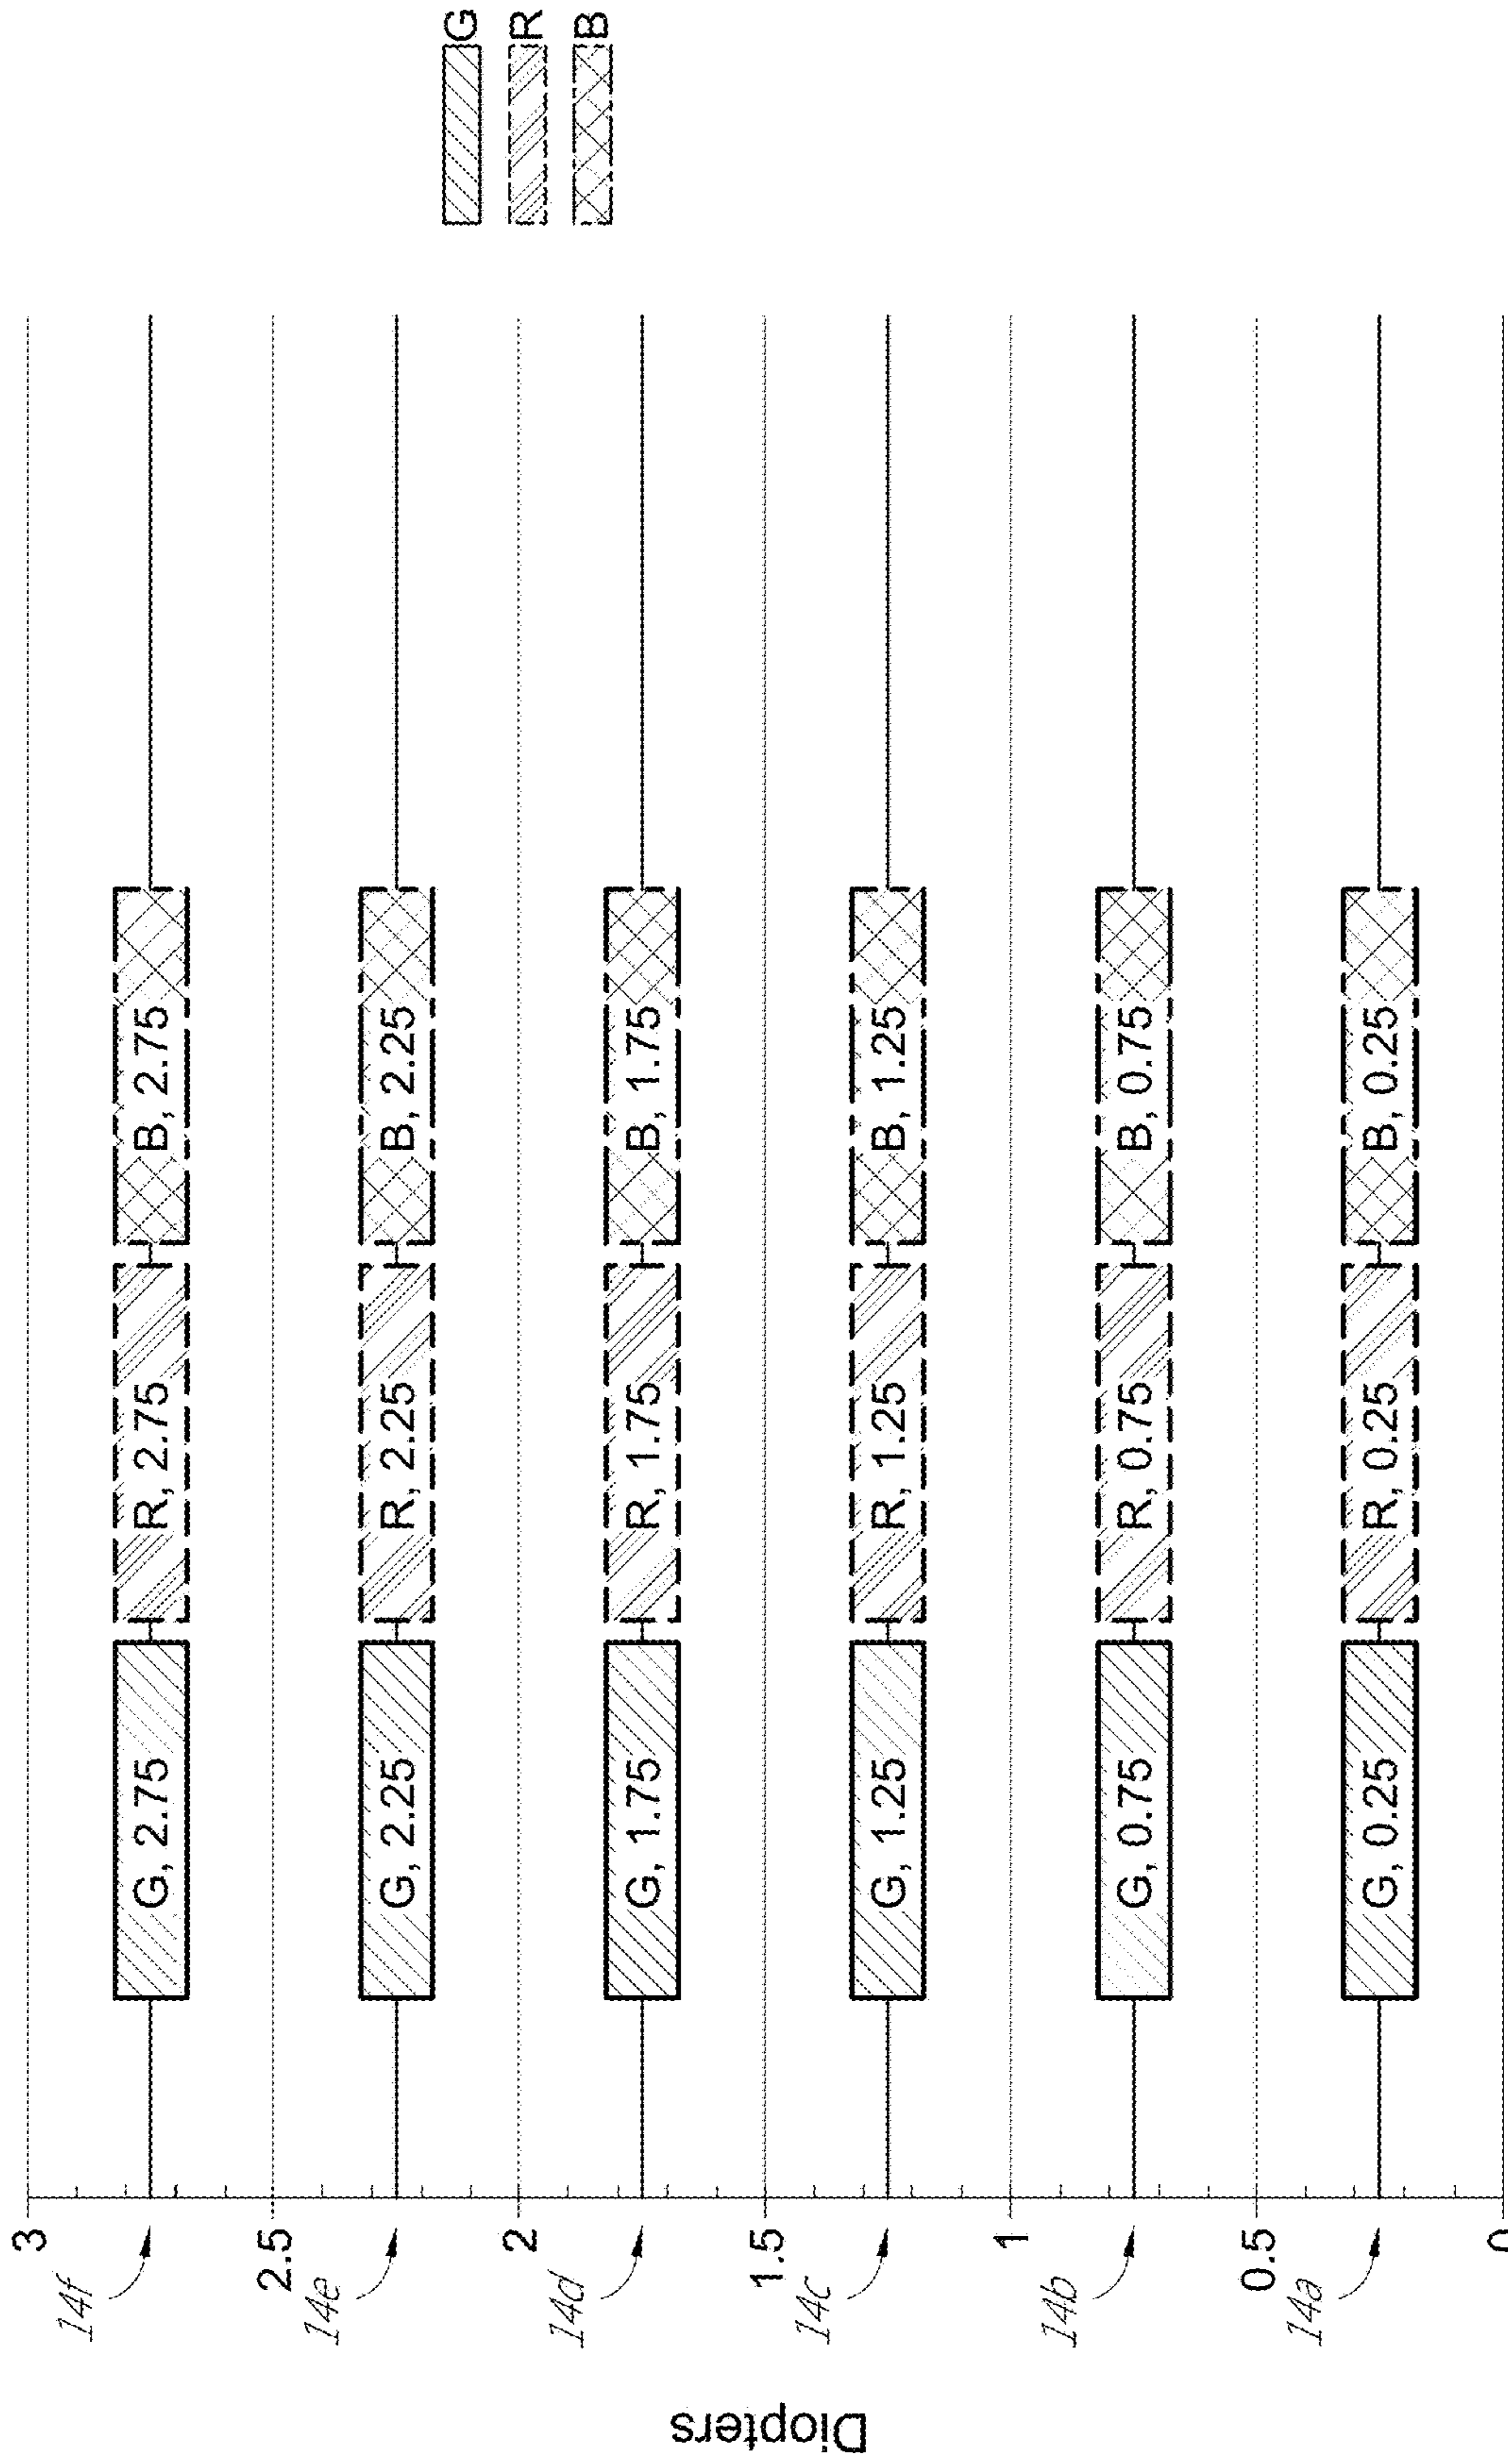 Diopters
3
14f
G, 2.75 R, 2.75 B, 2.75
2.5
14e
G, 2.25 R, 2.25 B, 2.25
2
14d
G, 1.75 R, 1.75 B, 1.75
1.5
14c
G, 1.25 R, 1.25 B, 1.25
1
14b
G, 0.75 R, 0.75 B, 0.75
0.5
14a
G, 0.25 R, 0.25 B, 0.25
0
G
R
B